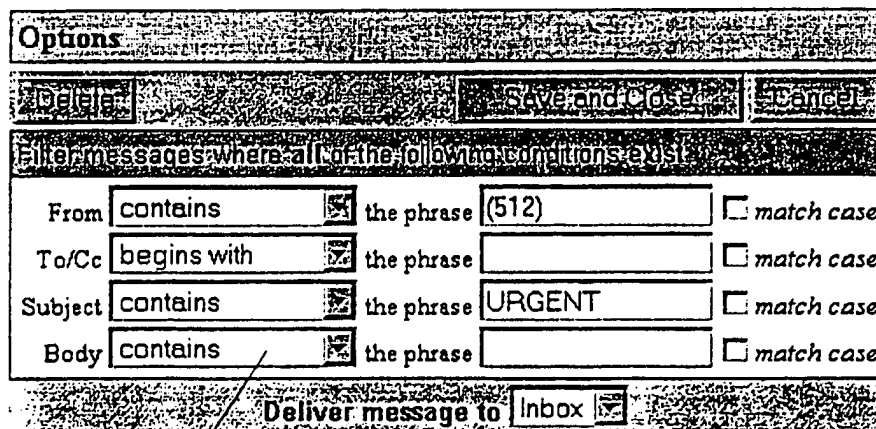 Options
Delete Save and Close Cancel
Filter messages where all of the following conditions exist
From contains the phrase (512) match case
To/Cc begins with the phrase match case
Subject contains the phrase URGENT match case
Body contains the phrase match case
Deliver message to Inbox